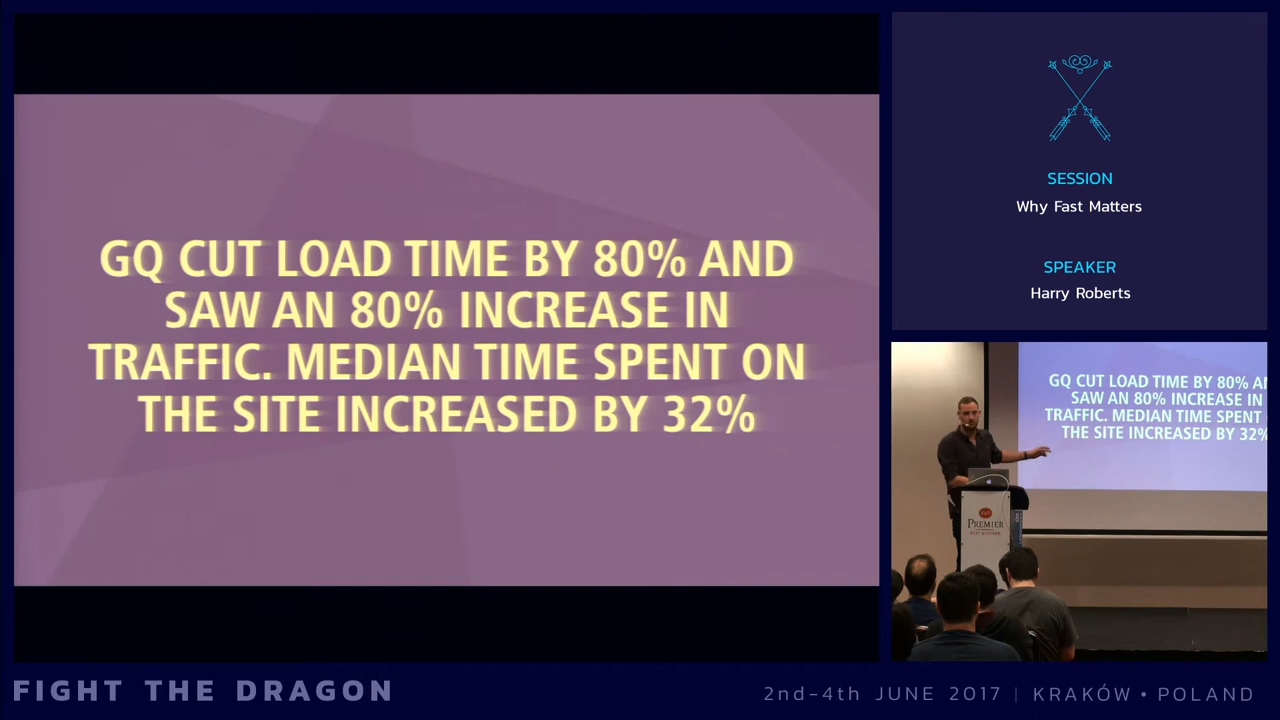 GQ CUT LOAD TIME BY 80% AND
SAW AN 80% INCREASE IN
TRAFFIC. MEDIAN TIME SPENT ON
THE SITE INCREASED BY 32%
SESSION
Why Fast Matters
SPEAKER
Harry Roberts
GQ CUT LOAD TIME BY 80% AN
SAW AN 80% INCREASE IN
TRAFFIC. MEDIAN TIME SPENT
THE SITE INCREASED BY 32%
PREMIER
FIGHT THE DRAGON
2nd-4th JUNE 2017 | KRAKÓW • POLAND